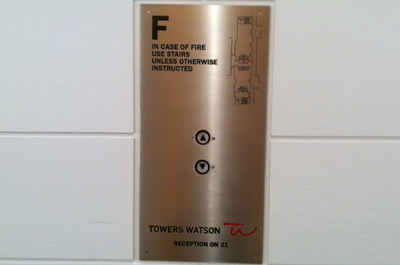 F
IN CASE OF FIRE
USE STAIRS
UNLESS OTHERWISE
INSTRUCTED
TOWERS WATSON
RECEPTION ON 21